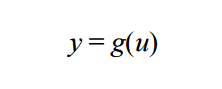 y = g(u)